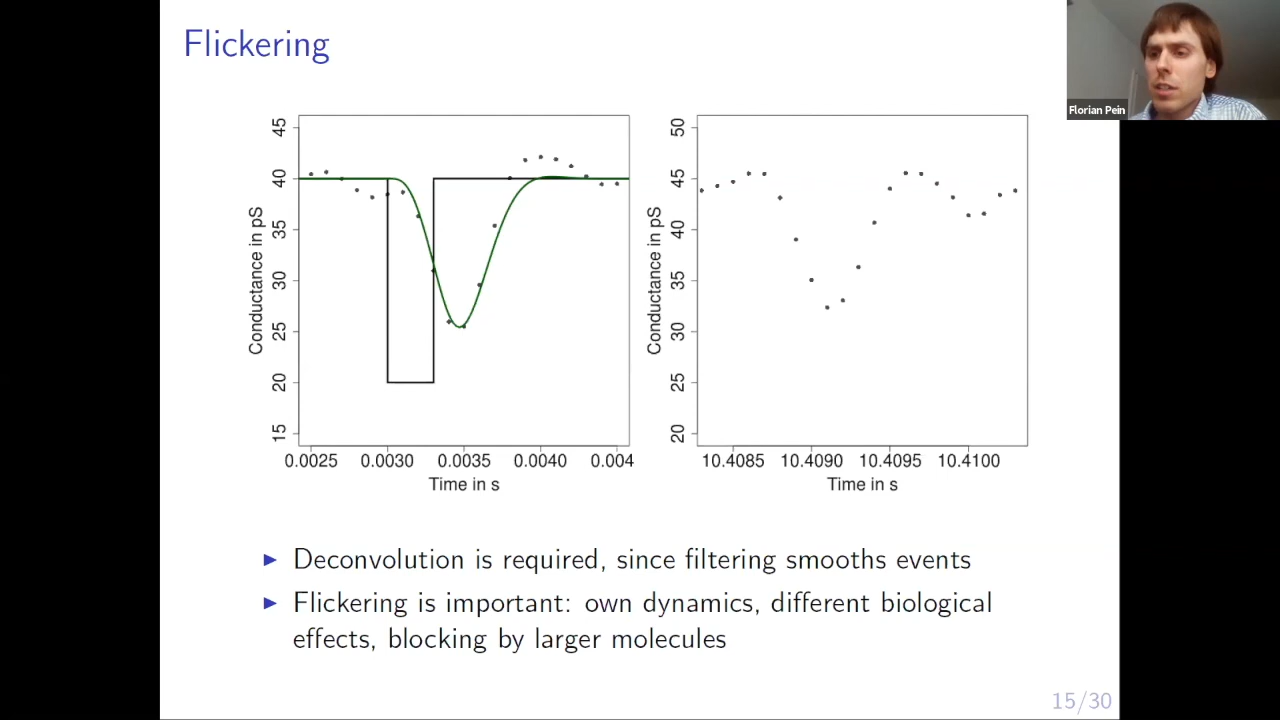 Flickering
Florian Pein
45
40
35
30
25
20
15
Conductance in pS
0.0025 0.0030 0.0035 0.0040 0.004
Time in s
50
45
40
35
30
25
20
Conductance in pS
10.4085 10.4090 10.4095 10.4100
Time in s
Deconvolution is required, since filtering smooths events
Flickering is important: own dynamics, different biological
effects, blocking by larger molecules
15/30